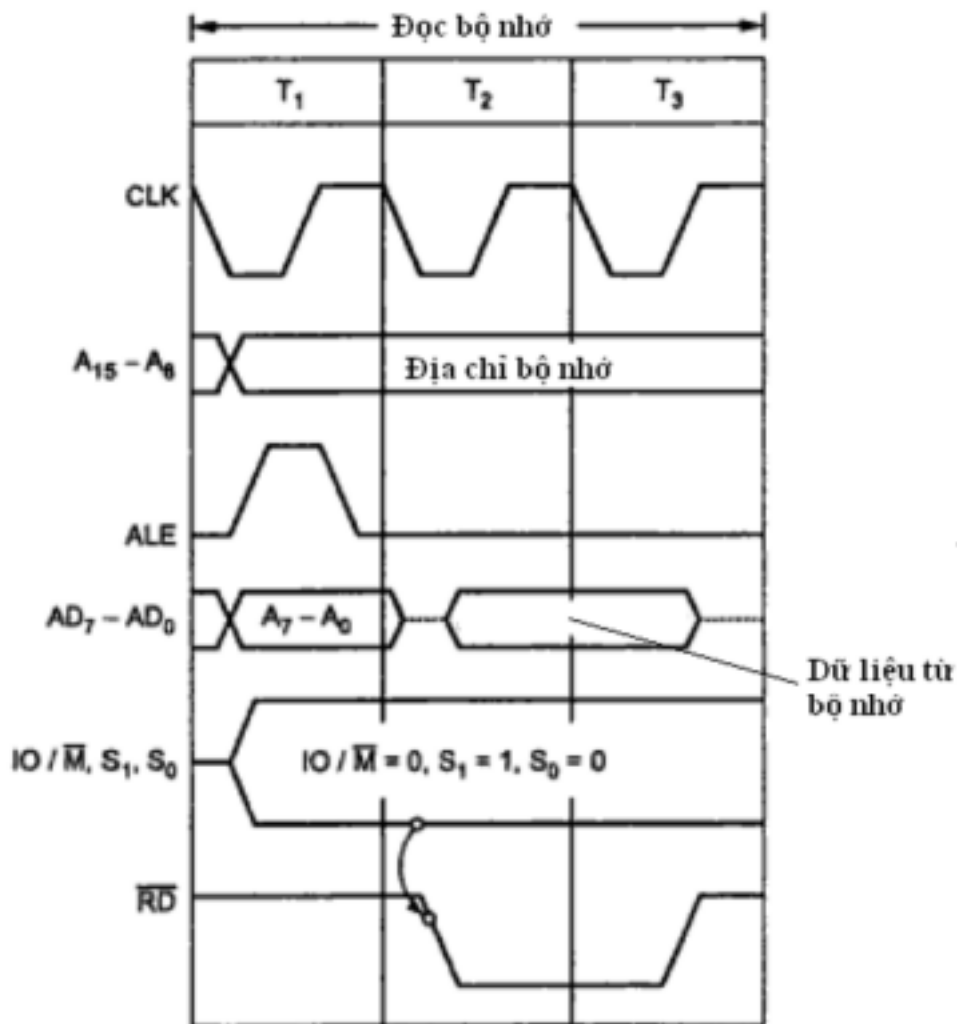 Đọc bộ nhớ
T₁ T₂ T₃
CLK
A₁₅ – A₈ Địa chỉ bộ nhớ
ALE
AD₇ – AD₀ A₇ – A₀
Dữ liệu từ
bộ nhớ
IO / M̅, S₁, S₀ IO / M̅ = 0, S₁ = 1, S₀ = 0
R̅D̅